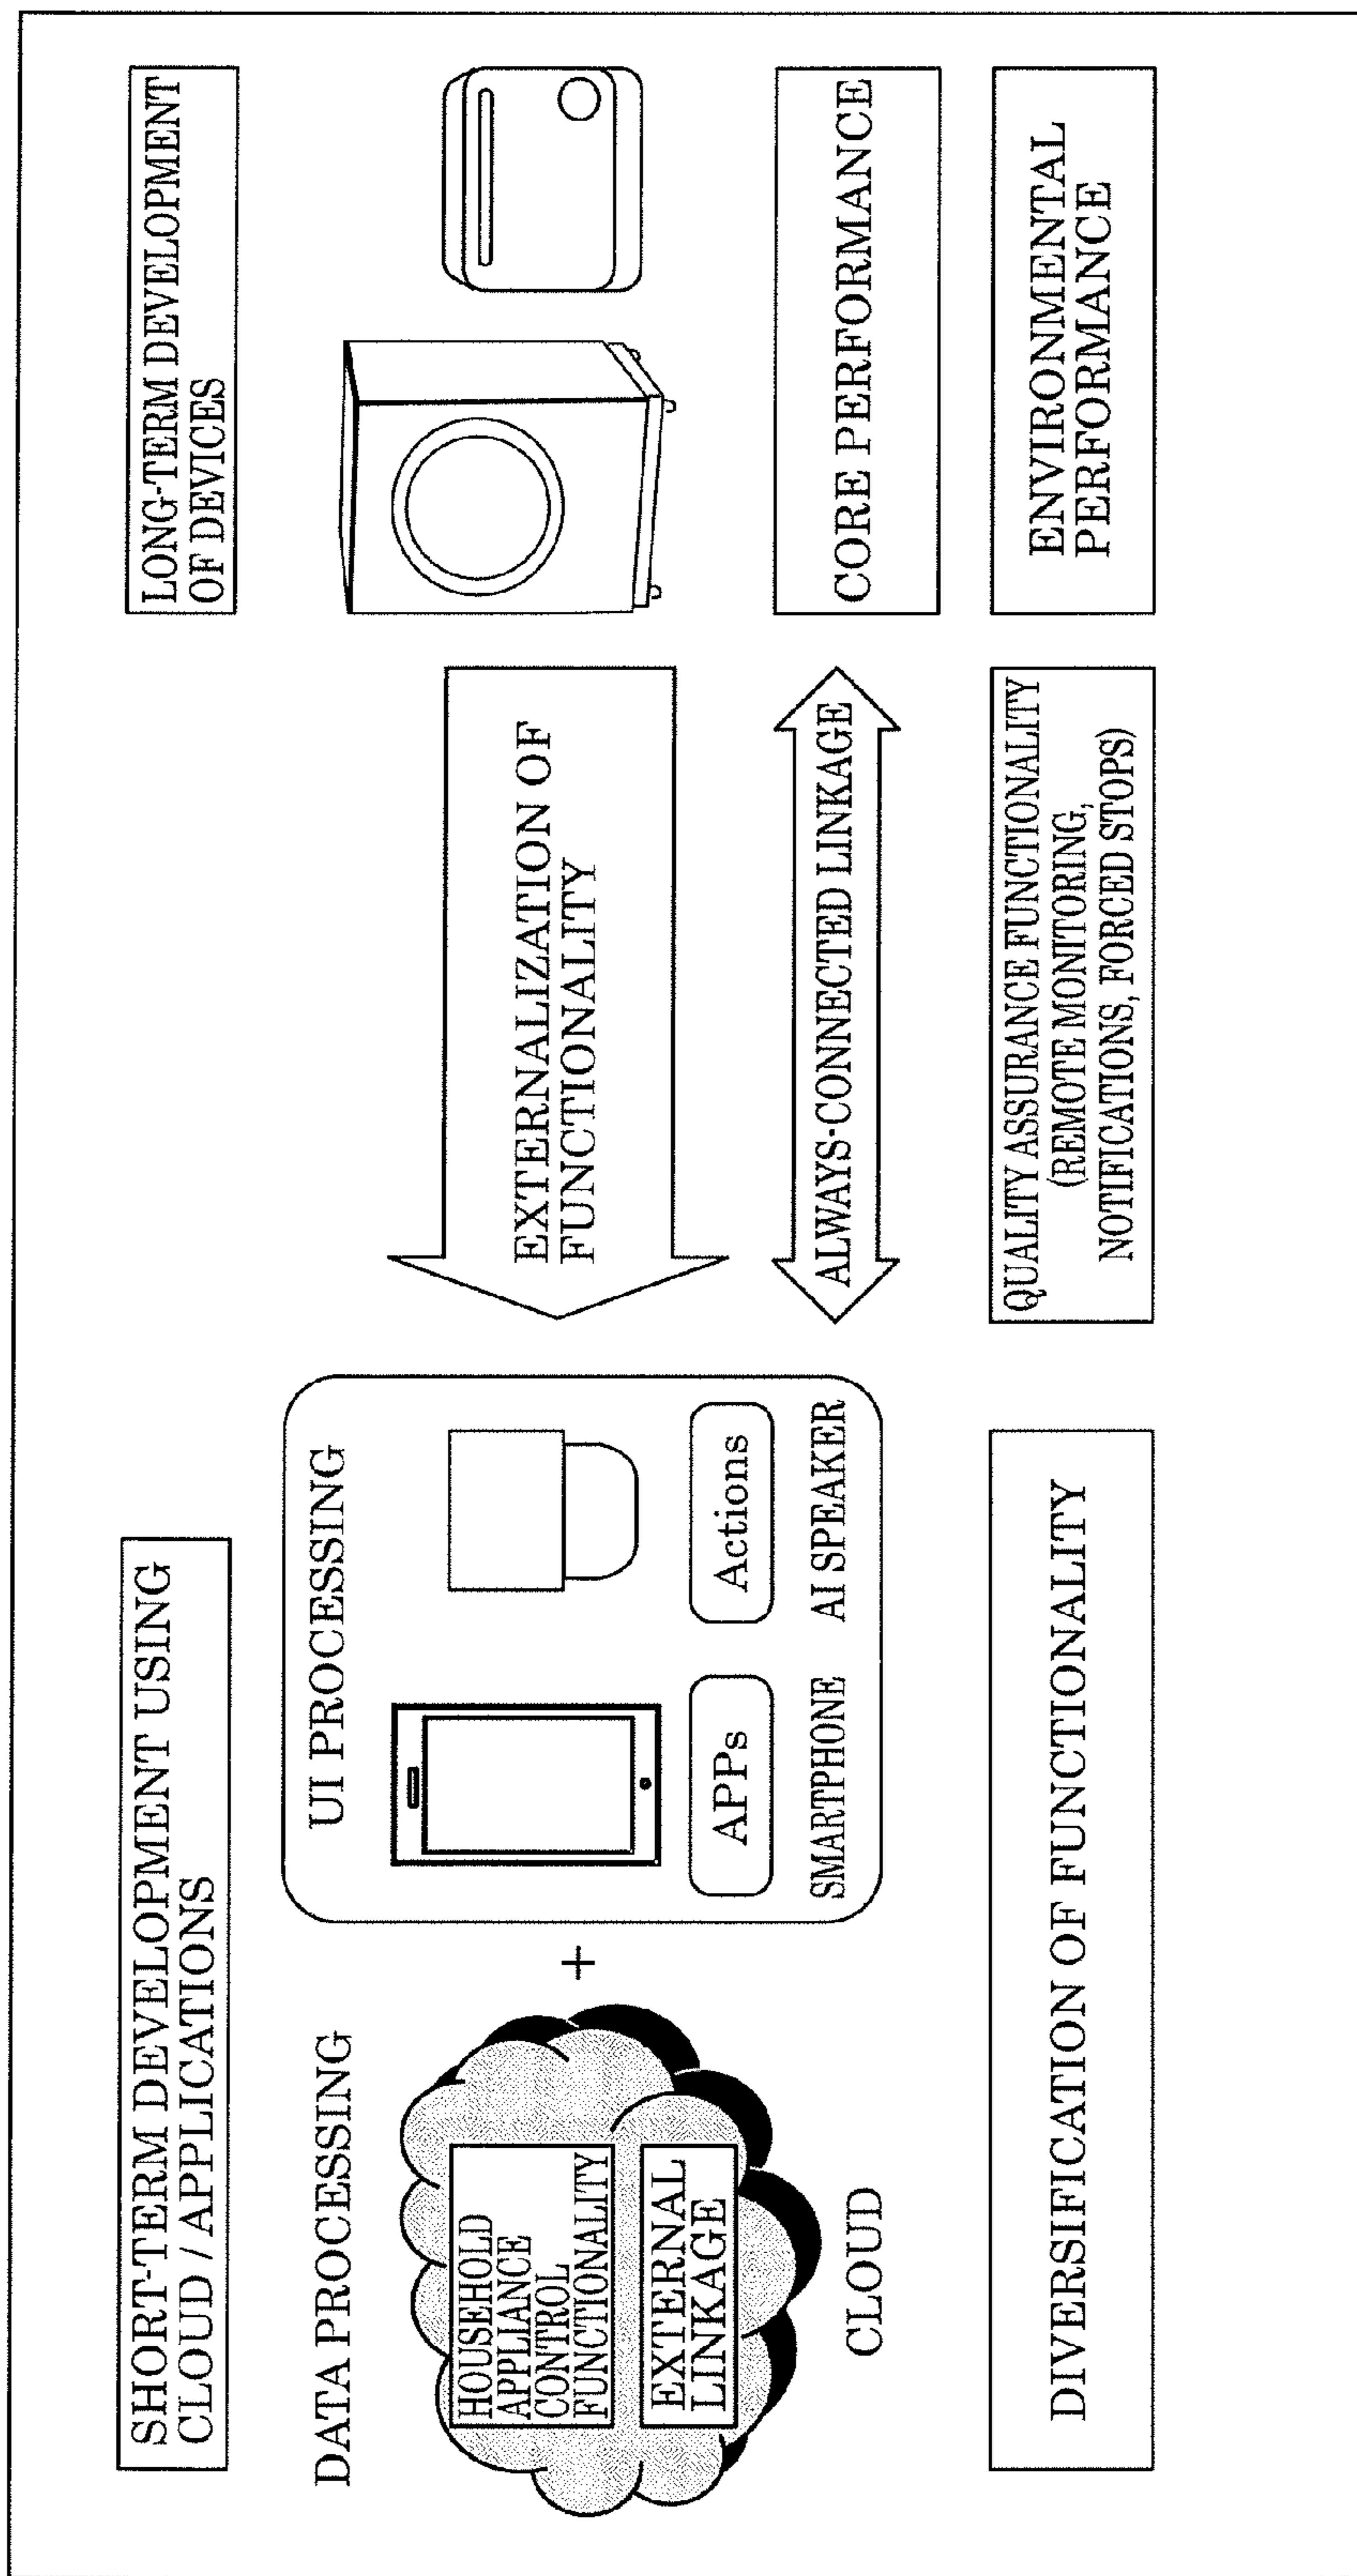 SHORT-TERM DEVELOPMENT USING
CLOUD / APPLICATIONS
LONG-TERM DEVELOPMENT
OF DEVICES
DATA PROCESSING
HOUSEHOLD
APPLIANCE
CONTROL
FUNCTIONALITY
EXTERNAL
LINKAGE
CLOUD
+
UI PROCESSING
APPs
SMARTPHONE
Actions
AI SPEAKER
EXTERNALIZATION OF
FUNCTIONALITY
ALWAYS-CONNECTED LINKAGE
CORE PERFORMANCE
DIVERSIFICATION OF FUNCTIONALITY
QUALITY ASSURANCE FUNCTIONALITY
(REMOTE MONITORING,
NOTIFICATIONS, FORCED STOPS)
ENVIRONMENTAL
PERFORMANCE